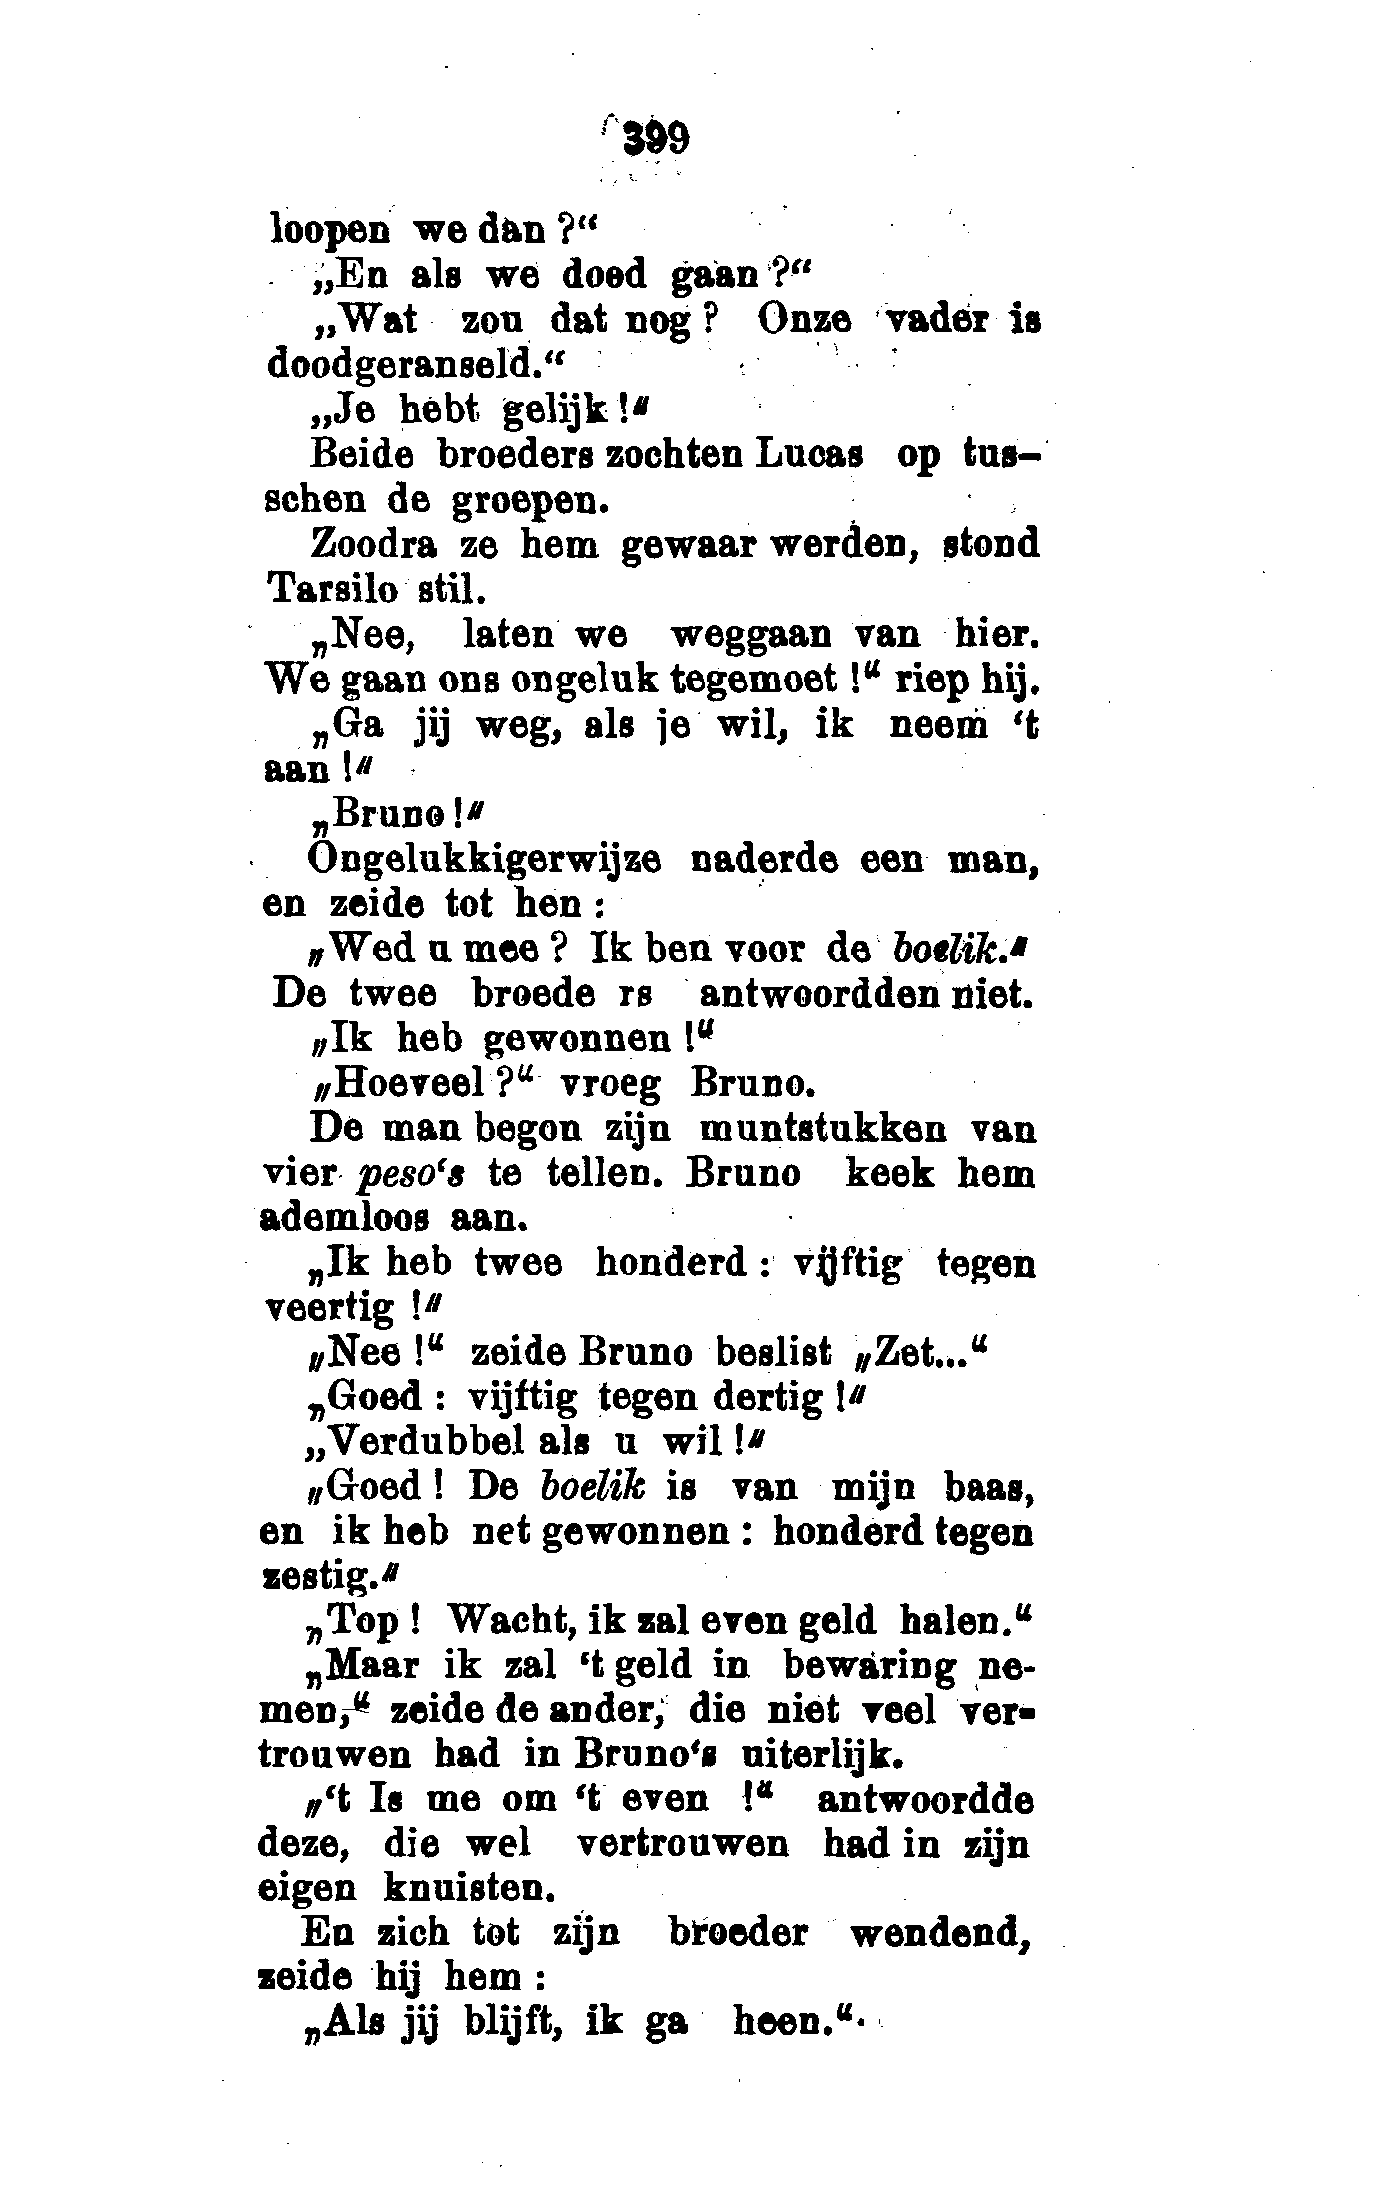 399
loopen we dan ?“
„En als we doed gaan ?“
„Wat zou dat nog ? Onze vader is
doodgeranseld.“
„Je hebt gelijk !“
Beide broeders zochten Lucas op tus-
schen de groepen.
Zoodra ze hem gewaar werden, stond
Tarsilo stil.
„Nee, laten we weggaan van hier.
We gaan ons ongeluk tegemoet !“ riep hij.
„Ga jij weg, als je wil, ik neem ‘t
aan !“
„Bruno !“
Ongelukkigerwijze naderde een man,
en zeide tot hen :
„Wed u mee ? Ik ben voor de boelik.“
De twee broede rs antwoordden niet.
„Ik heb gewonnen !“
„Hoeveel ?“ vroeg Bruno.
De man begon zijn muntstukken van
vier peso‘s te tellen. Bruno keek hem
ademloos aan.
„Ik heb twee honderd : vijftig tegen
veertig !“
„Nee !“ zeide Bruno beslist „Zet...“
„Goed : vijftig tegen dertig !“
„Verdubbel als u wil !“
„Goed ! De boelik is van mijn baas,
en ik heb net gewonnen : honderd tegen
zestig.“
„Top ! Wacht, ik zal even geld halen.“
„Maar ik zal ‘t geld in bewaring ne-
men,“ zeide de ander, die niet veel ver-
trouwen had in Bruno‘s uiterlijk.
„‘t Is me om ‘t even !“ antwoordde
deze, die wel vertrouwen had in zijn
eigen knuisten.
En zich tot zijn broeder wendend,
zeide hij hem :
„Als jij blijft, ik ga heen.“